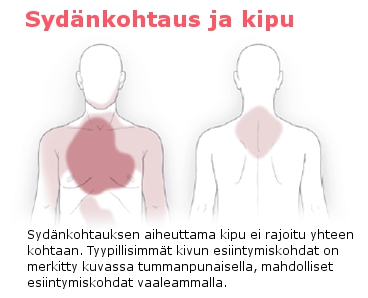 Sydänkohtaus ja kipu
Sydänkohtauksen aiheuttama kipu ei rajoitu yhteen
kohtaan. Tyypillisimmät kivun esiintymiskohdat on
merkitty kuvassa tummanpunaisella, mahdolliset
esiintymiskohdat vaaleammalla.